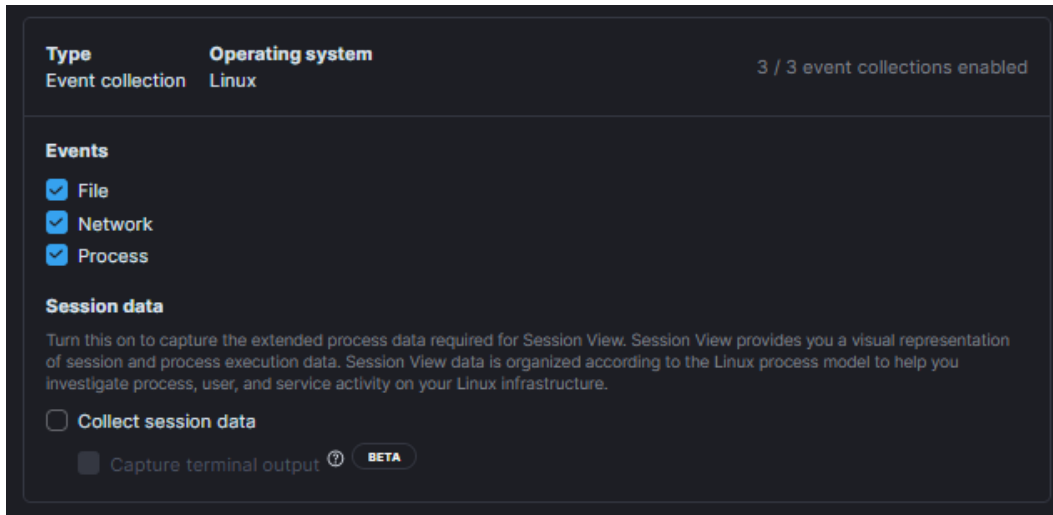 Type Operating system
Event collection Linux 3 / 3 event collections enabled
Events
File
Network
Process
Session data
Turn this on to capture the extended process data required for Session View. Session View provides you a visual representation
of session and process execution data. Session View data is organized according to the Linux process model to help you
investigate process, user, and service activity on your Linux infrastructure.
Collect session data
Capture terminal output BETA